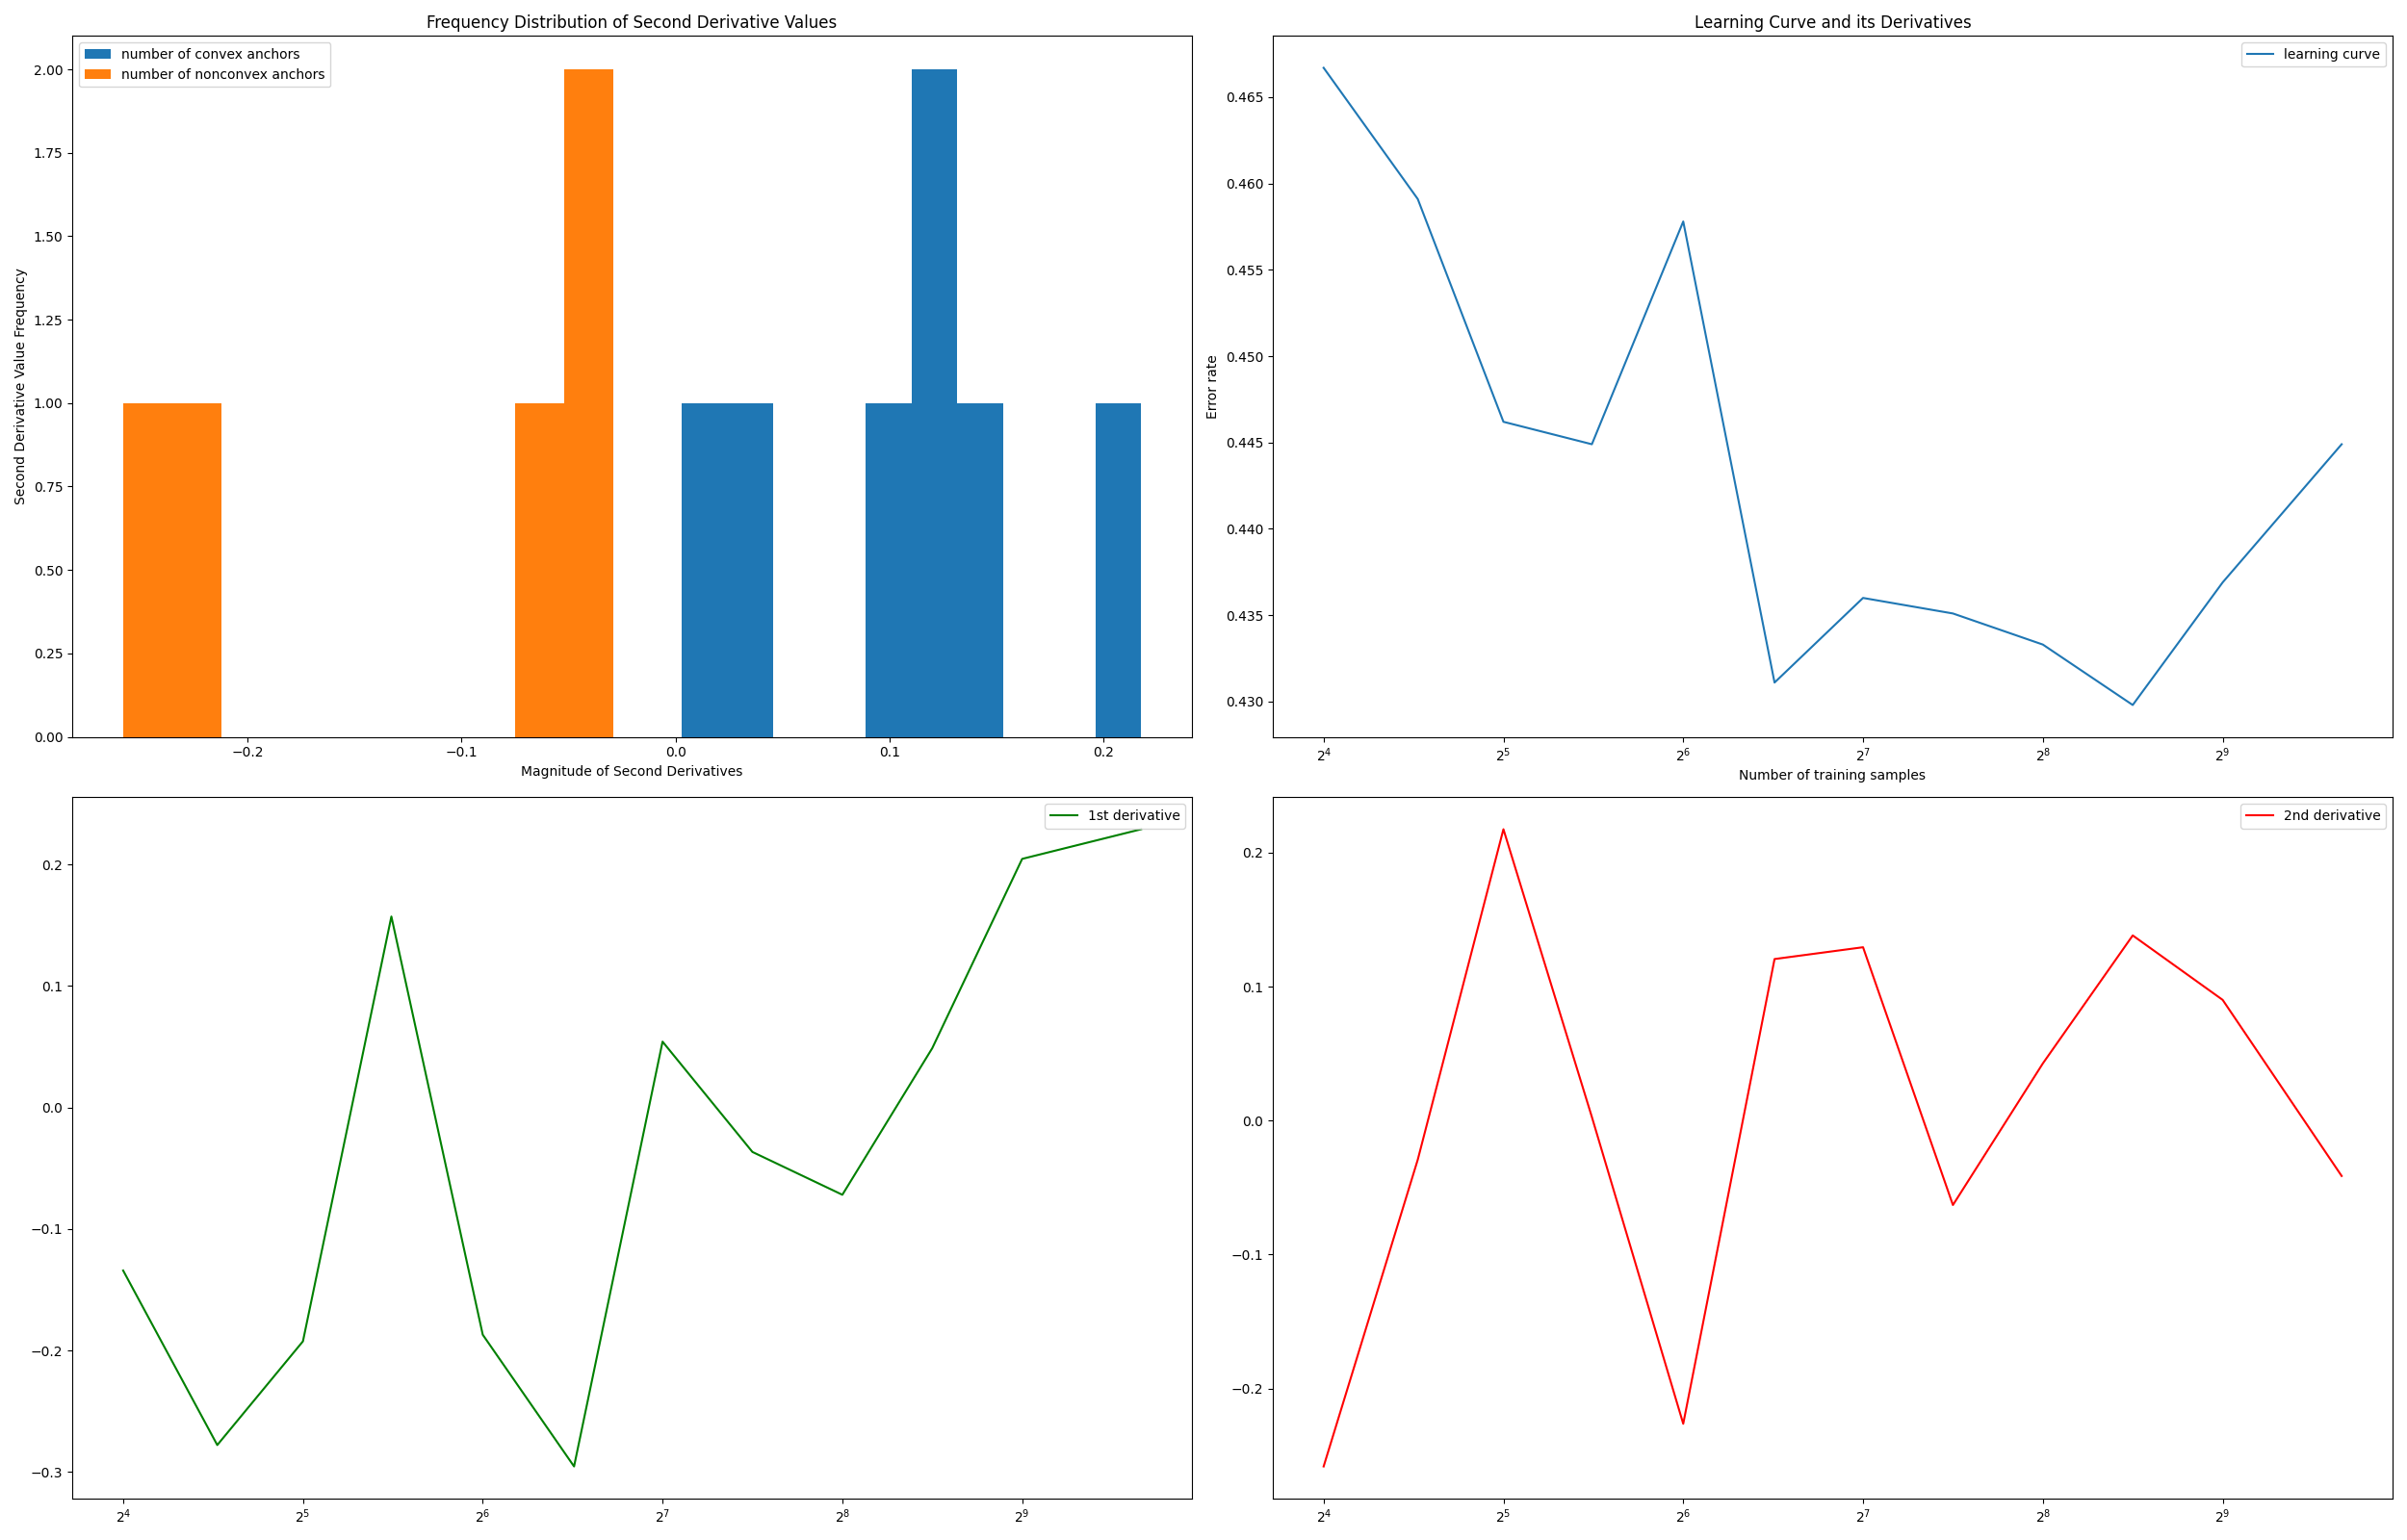 Frequency Distribution of Second Derivative Values
number of convex anchors
number of nonconvex anchors
Second Derivative Value Frequency
2.00
1.75
1.50
1.25
1.00
0.75
0.50
0.25
0.00
−0.2 −0.1 0.0 0.1 0.2
Magnitude of Second Derivatives
Learning Curve and its Derivatives
learning curve
Error rate
0.465
0.460
0.455
0.450
0.445
0.440
0.435
0.430
2⁴ 2⁵ 2⁶ 2⁷ 2⁸ 2⁹
Number of training samples
1st derivative
0.2
0.1
0.0
−0.1
−0.2
−0.3
2⁴ 2⁵ 2⁶ 2⁷ 2⁸ 2⁹
2nd derivative
0.2
0.1
0.0
−0.1
−0.2
2⁴ 2⁵ 2⁶ 2⁷ 2⁸ 2⁹